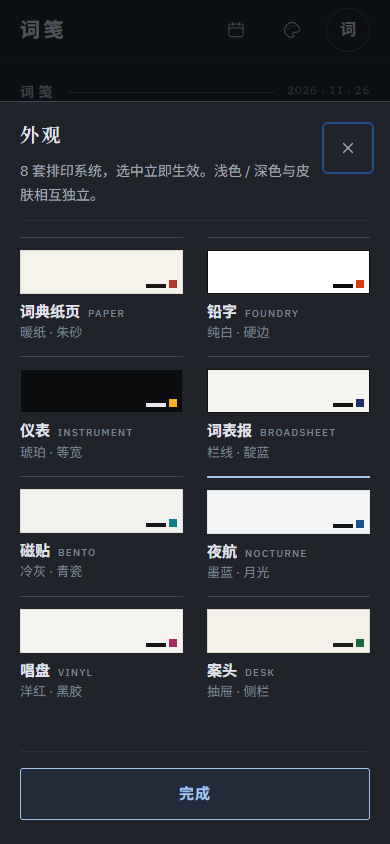 词笺
词
词笺
2026 · 11 · 26
外观
8 套排印系统，选中立即生效。浅色 / 深色与皮
肤相互独立。
词典纸页 PAPER
暖纸 · 朱砂
铅字 FOUNDRY
纯白 · 硬边
仪表 INSTRUMENT
琥珀 · 等宽
词表报 BROADSHEET
栏线 · 靛蓝
磁贴 BENTO
冷灰 · 青瓷
夜航 NOCTURNE
墨蓝 · 月光
唱盘 VINYL
洋红 · 黑胶
案头 DESK
抽屉 · 侧栏
完成